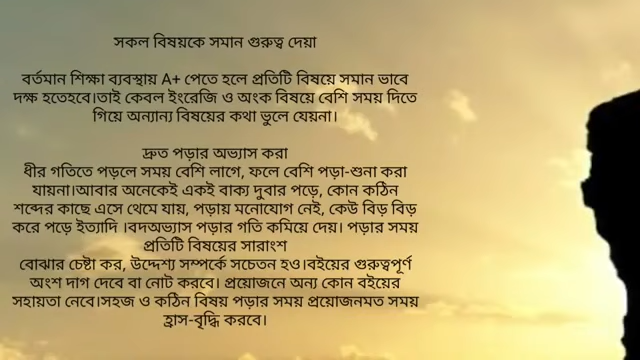 সকল বিষয়কে সমান গুরুত্ব দেয়া
বর্তমান শিক্ষা ব্যবস্থায় A+ পেতে হলে প্রতিটি বিষয়ে সমান ভাবে
দক্ষ হতেহবে।তাই কেবল ইংরেজি ও অংক বিষয়ে বেশি সময় দিতে
গিয়ে অন্যান্য বিষয়ের কথা ভুলে যেয়না।
দ্রুত পড়ার অভ্যাস করা
ধীর গতিতে পড়লে সময় বেশি লাগে, ফলে বেশি পড়া-শুনা করা
যায়না।আবার অনেকেই একই বাক্য দুবার পড়ে, কোন কঠিন
শব্দের কাছে এসে থেমে যায়, পড়ায় মনোযোগ নেই, কেউ বিড় বিড়
করে পড়ে ইত্যাদি ।বদঅভ্যাস পড়ার গতি কমিয়ে দেয়। পড়ার সময়
প্রতিটি বিষয়ের সারাংশ
বোঝার চেষ্টা কর, উদ্দেশ্য সম্পর্কে সচেতন হও।বইয়ের গুরুত্বপূর্ণ
অংশ দাগ দেবে বা নোট করবে। প্রয়োজনে অন্য কোন বইয়ের
সহায়তা নেবে।সহজ ও কঠিন বিষয় পড়ার সময় প্রয়োজনমত সময়
হ্রাস-বৃদ্ধি করবে।